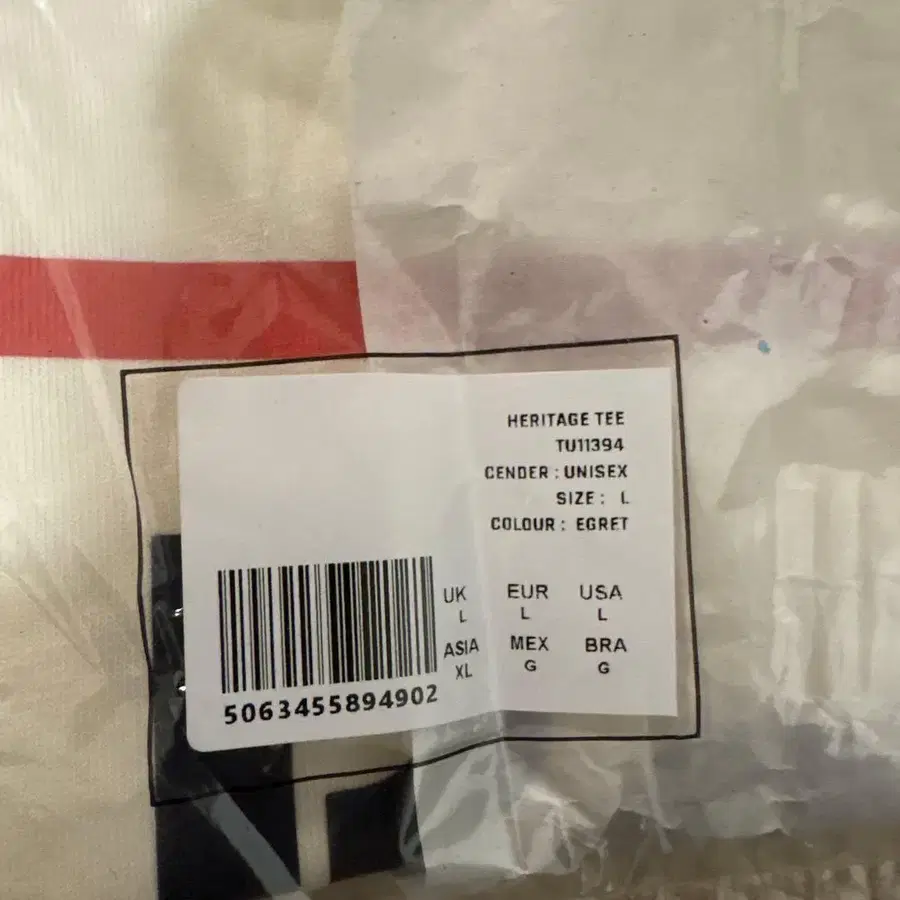 HERITAGE TEE
TU11394
CENDER : UNISEX
SIZE : L
COLOUR : EGRET
UK EUR USA
L L L
ASIA MEX BRA
XL G G
5063455894902